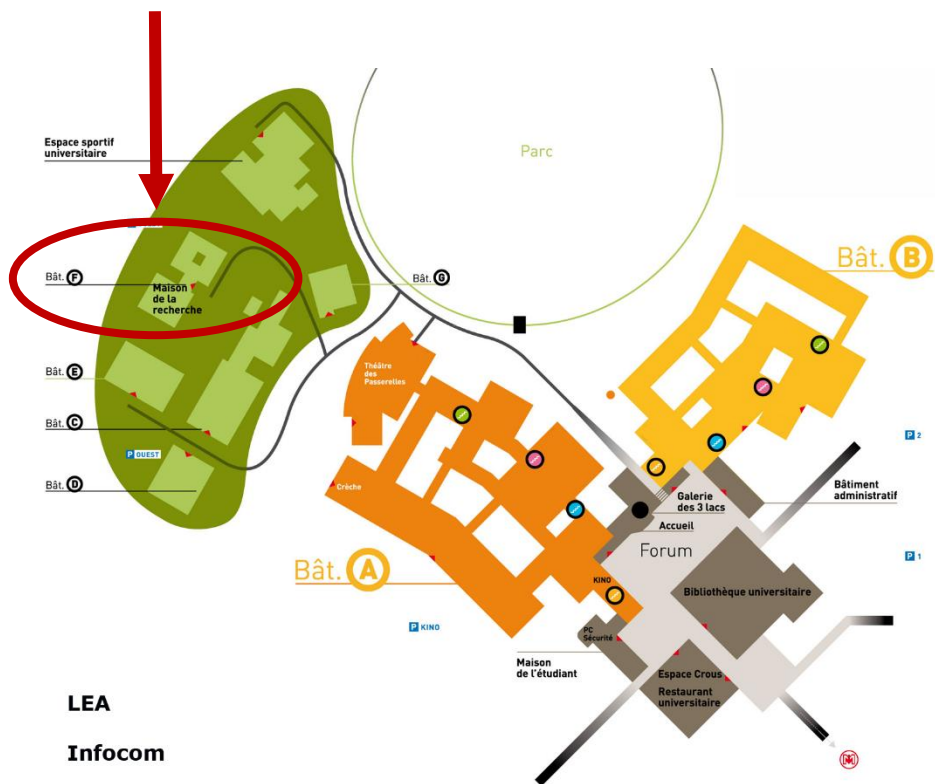 Parc
Espace sportif
universitaire
Bât. F
Maison
de la
recherche
Bât. G
Bât. B
Bât. E
Théâtre
des
Passerelles
Bât. C
P OUEST
Bât. D
Crèche
P 2
Bâtiment
administratif
Galerie
des 3 lacs
Accueil
Forum
P 1
Bât. A
KINO
Bibliothèque universitaire
P KINO
PC
Sécurité
Maison
de l'étudiant
Espace Crous
Restaurant
universitaire
LEA
Infocom